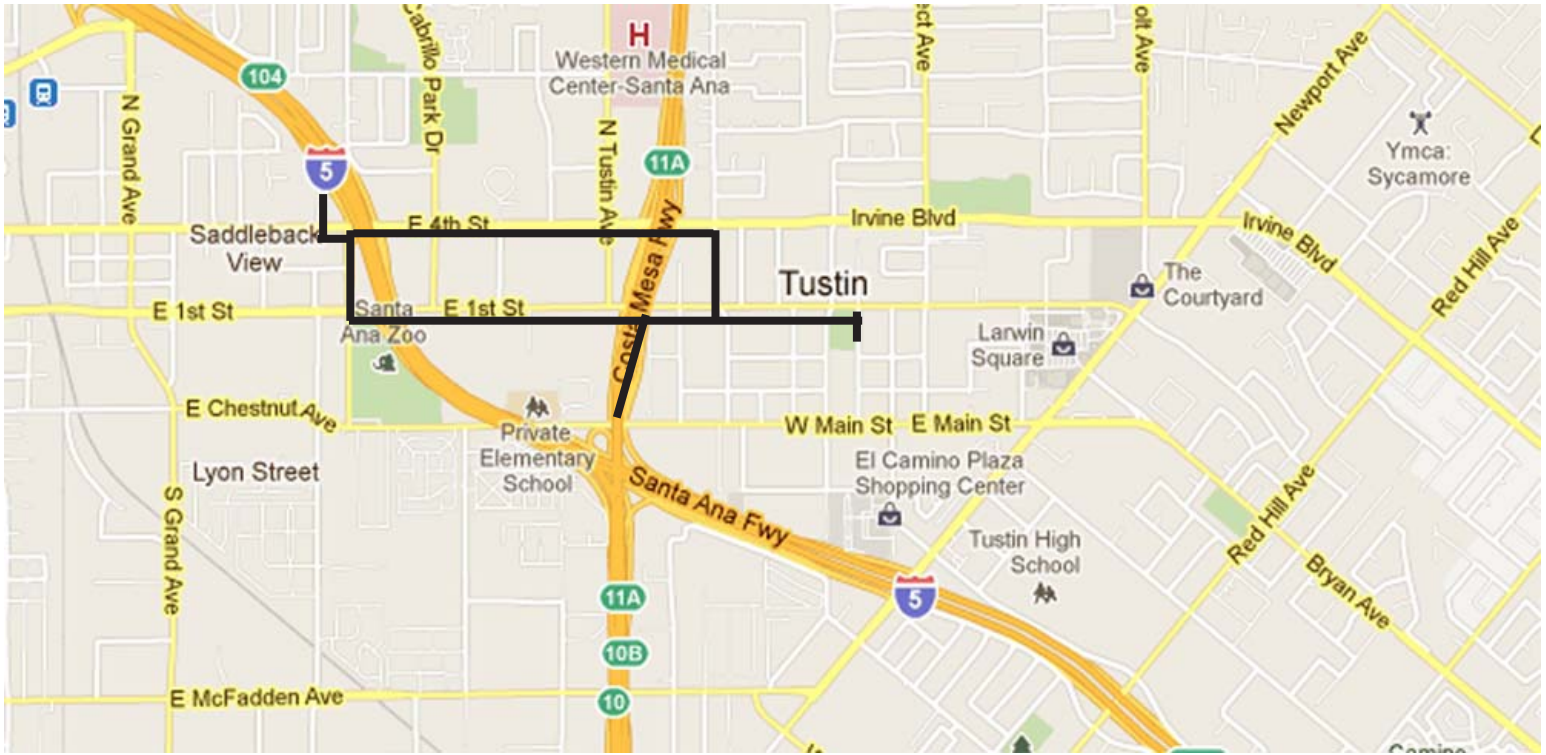 Cabrillo Park Dr
N Grand Ave
104
H
Western Medical
Center-Santa Ana
N Tustin Ave
11A
Newport Ave
Ymca:
Sycamore
5
E 4th St
Irvine Blvd
Irvine Blvd
Saddleback
View
Costa Mesa Fwy
Tustin
The
Courtyard
Red Hill Ave
E 1st St
E 1st St
Santa
Ana Zoo
Larwin
Square
E Chestnut Ave
Private
Elementary
School
W Main St
E Main St
Lyon Street
El Camino Plaza
Shopping Center
Santa Ana Fwy
S Grand Ave
Red Hill Ave
Tustin High
School
Bryan Ave
5
11A
10B
10
E McFadden Ave